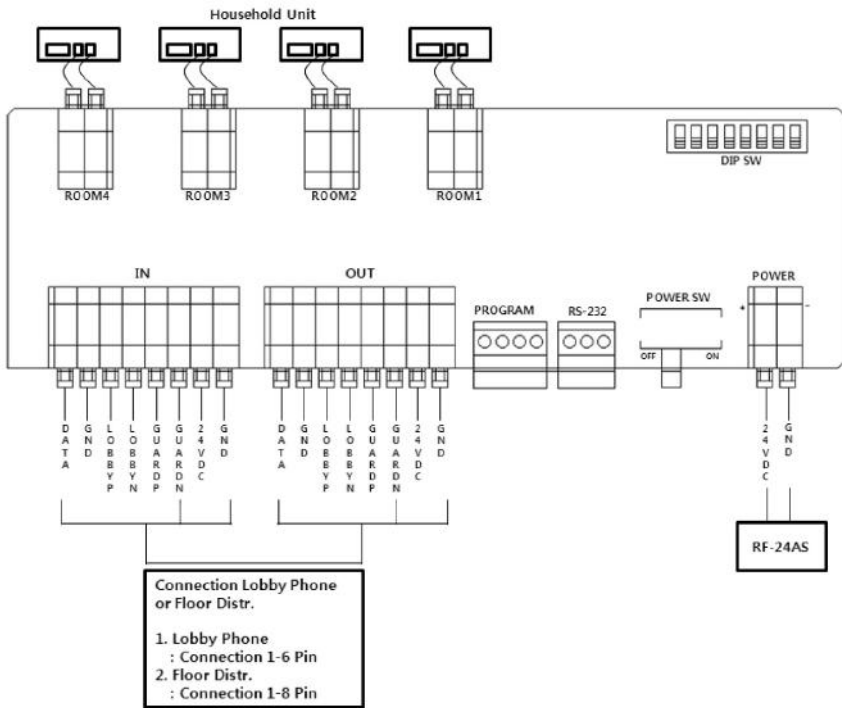 Household Unit
ROOM4 ROOM3 ROOM2 ROOM1
DIP SW
IN OUT
PROGRAM RS-232 POWER SW POWER
+ -
OFF ON
DATA GND LOBBYP LOBBYN GUARDP GUARDN 24VDC GND
DATA GND LOBBYP LOBBYN GUARDP GUARDN 24VDC GND
24VDC GND
RF-24AS
Connection Lobby Phone
or Floor Distr.
1. Lobby Phone
: Connection 1-6 Pin
2. Floor Distr.
: Connection 1-8 Pin